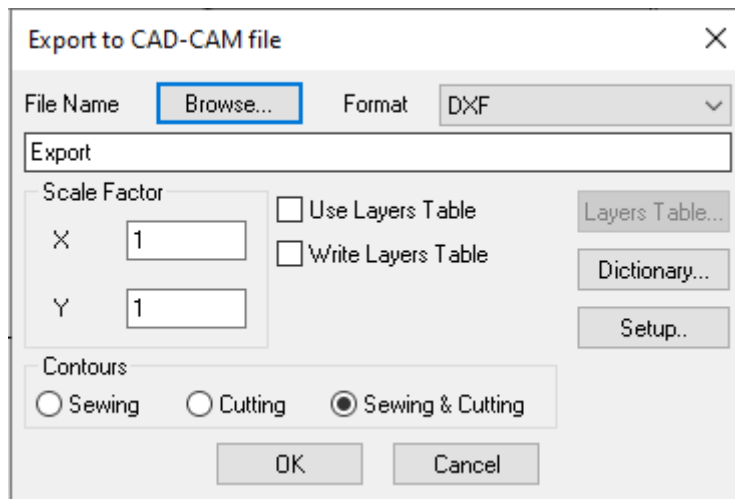 Export to CAD-CAM file
File Name Browse... Format DXF
Export
Scale Factor
X 1
Y 1
Use Layers Table
Write Layers Table
Layers Table...
Dictionary...
Setup..
Contours
Sewing Cutting Sewing & Cutting
OK Cancel